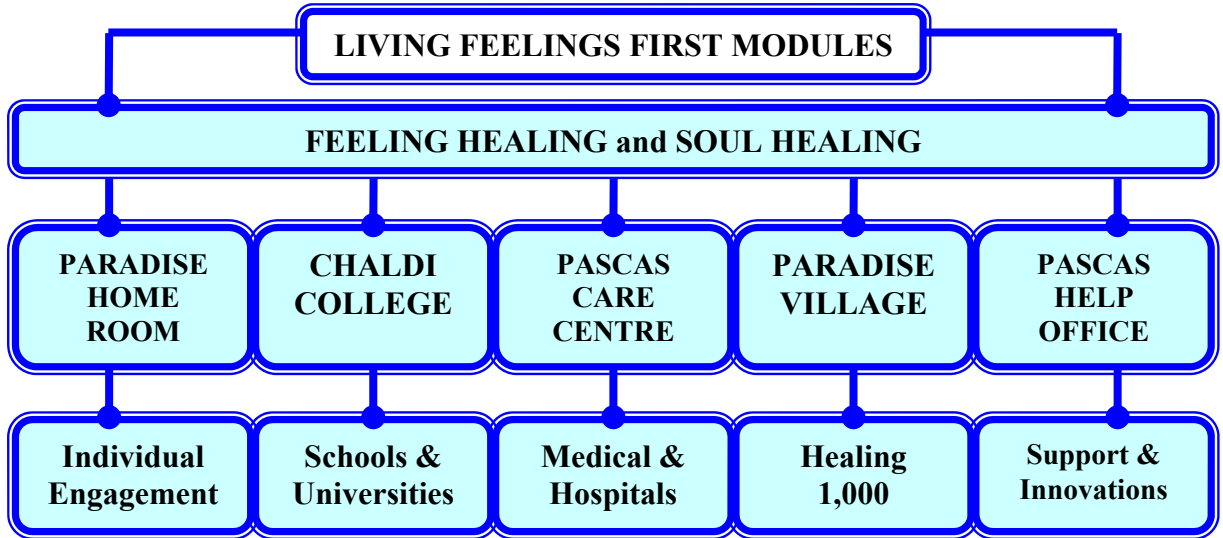 LIVING FEELINGS FIRST MODULES
FEELING HEALING and SOUL HEALING
PARADISE
HOME
ROOM
CHALDI
COLLEGE
PASCAS
CARE
CENTRE
PARADISE
VILLAGE
PASCAS
HELP
OFFICE
Individual
Engagement
Schools &
Universities
Medical &
Hospitals
Healing
1,000
Support &
Innovations